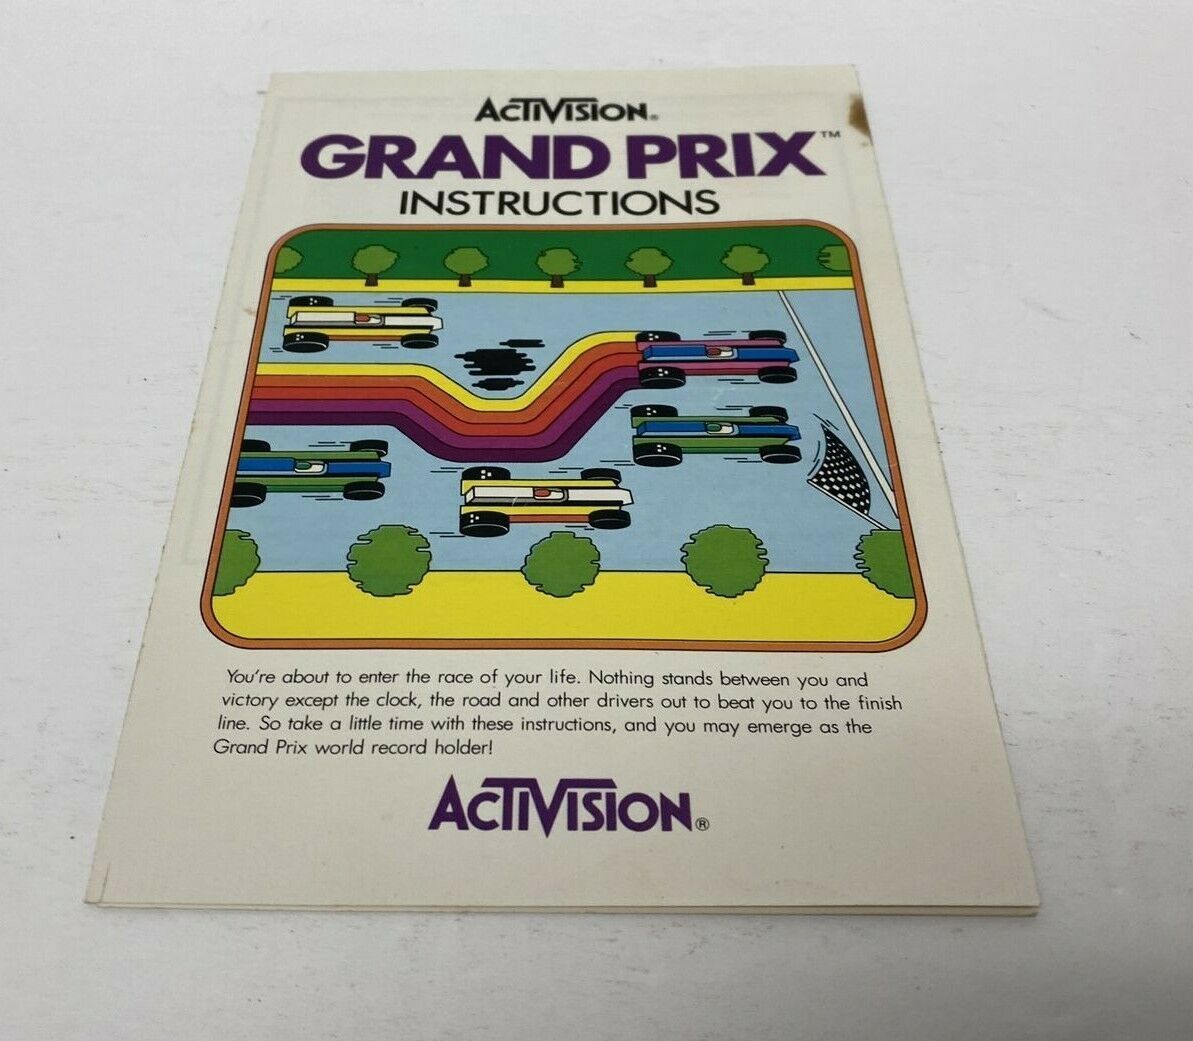 ACTIVISION®
GRAND PRIX™
INSTRUCTIONS
You're about to enter the race of your life. Nothing stands between you and
victory except the clock, the road and other drivers out to beat you to the finish
line. So take a little time with these instructions, and you may emerge as the
Grand Prix world record holder!
ACTIVISION®